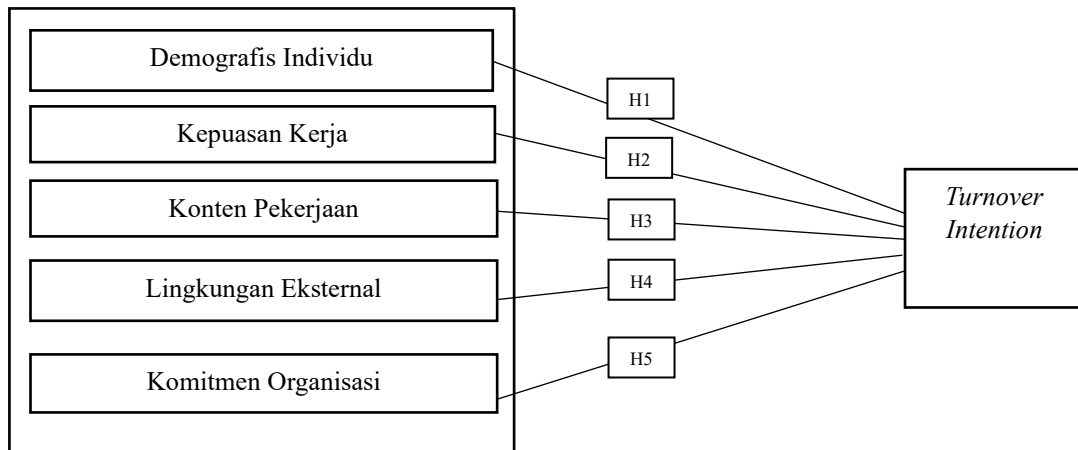 Demografis Individu
H1
Kepuasan Kerja
H2
Konten Pekerjaan
H3
Lingkungan Eksternal
H4
Komitmen Organisasi
H5
Turnover
Intention